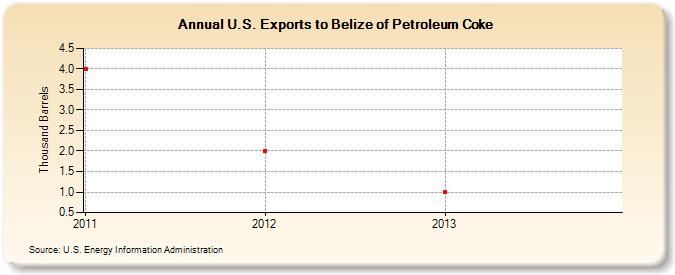 Annual U.S. Exports to Belize of Petroleum Coke
Thousand Barrels
4.5
4.0
3.5
3.0
2.5
2.0
1.5
1.0
0.5
2011 2012 2013
Source: U.S. Energy Information Administration